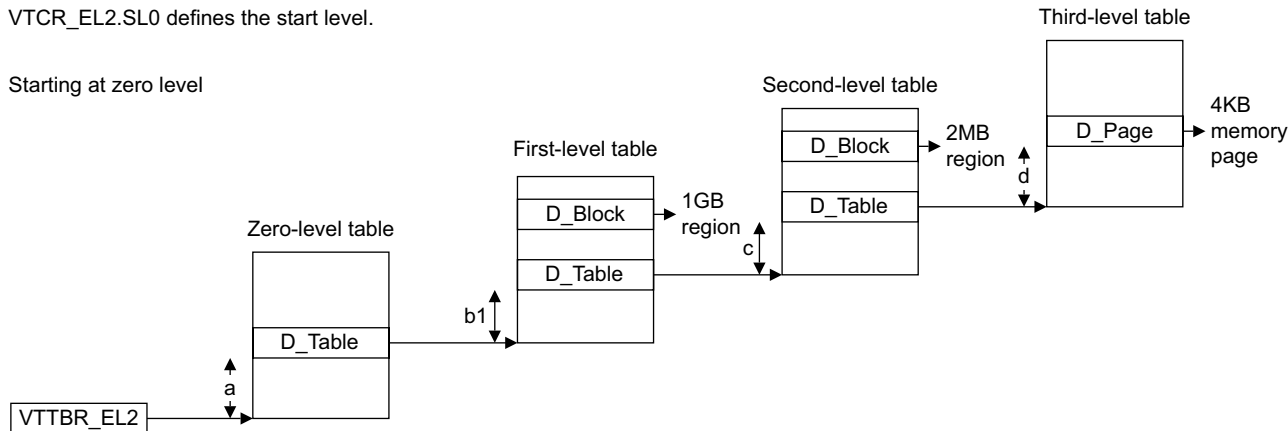 VTCR_EL2.SL0 defines the start level.
Starting at zero level
Third-level table
Second-level table
First-level table
Zero-level table
D_Page
4KB
memory
page
D_Block
2MB
region
d
D_Table
D_Block
1GB
region
c
D_Table
b1
D_Table
a
VTTBR_EL2